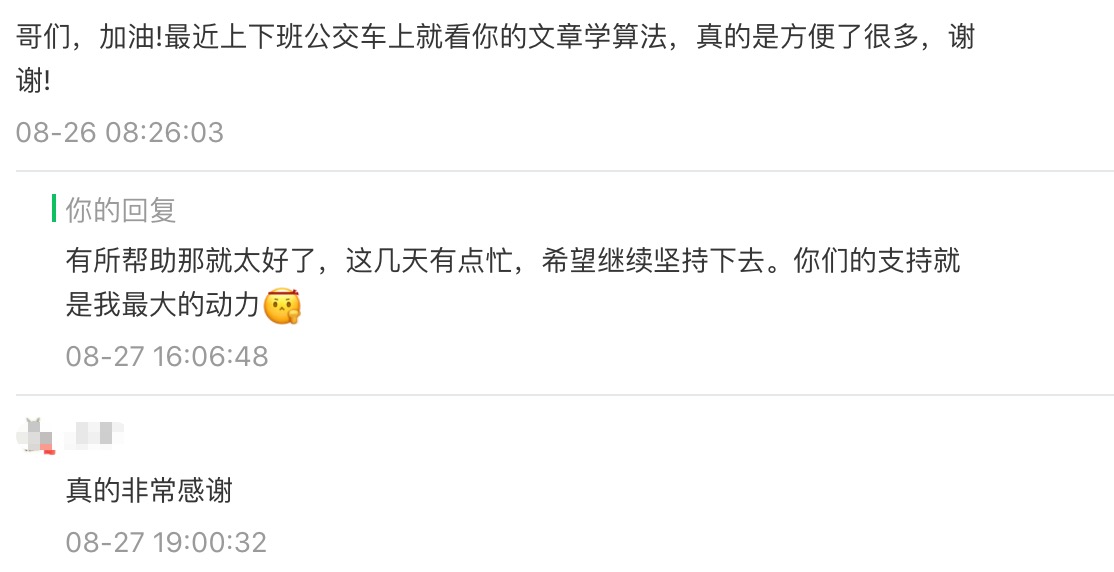 哥们，加油!最近上下班公交车上就看你的文章学算法，真的是方便了很多，谢
谢!
08-26 08:26:03
你的回复
有所帮助那就太好了，这几天有点忙，希望继续坚持下去。你们的支持就
是我最大的动力
08-27 16:06:48
真的非常感谢
08-27 19:00:32